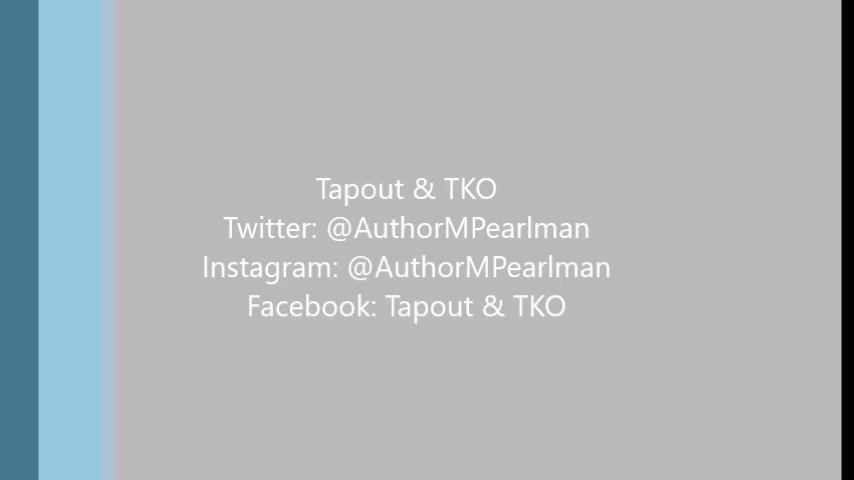 Tapout & TKO
Twitter: @AuthorMPearlman
Instagram: @AuthorMPearlman
Facebook: Tapout & TKO